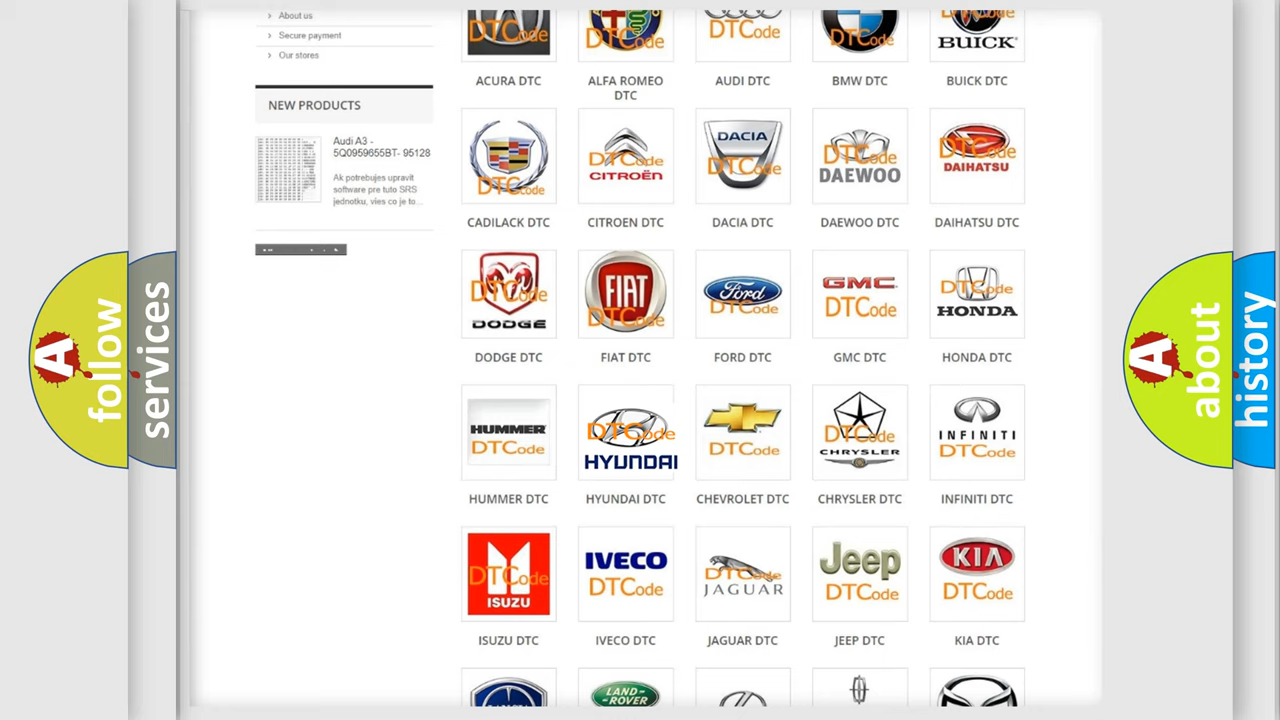 About us
Secure payment
Our stores
NEW PRODUCTS
Audi A3 -
5Q0959655BT- 95128
Ak potrebujes upravit
software pre tuto SRS
jednotku, vies co je to...
DTCode
DTCode
DTCode
DTCode
BUICK
ACURA DTC
ALFA ROMEO
DTC
AUDI DTC
BMW DTC
BUICK DTC
DTCode
DTCode
CITROËN
DACIA
DTCode
DTCode
DAEWOO
DTCode
DAIHATSU
CADILACK DTC
CITROEN DTC
DACIA DTC
DAEWOO DTC
DAIHATSU DTC
DTCode
DODGE
FIAT
DTCode
Ford
DTCode
GMC
DTCode
DTCode
HONDA
DODGE DTC
FIAT DTC
FORD DTC
GMC DTC
HONDA DTC
HUMMER
DTCode
DTCode
HYUNDAI
DTCode
DTCode
CHRYSLER
INFINITI
DTCode
HUMMER DTC
HYUNDAI DTC
CHEVROLET DTC
CHRYSLER DTC
INFINITI DTC
DTCode
ISUZU
IVECO
DTCode
DTCode
JAGUAR
Jeep
DTCode
KIA
DTCode
ISUZU DTC
IVECO DTC
JAGUAR DTC
JEEP DTC
KIA DTC
LAND-
ROVER
A
follow
services
A
about
history